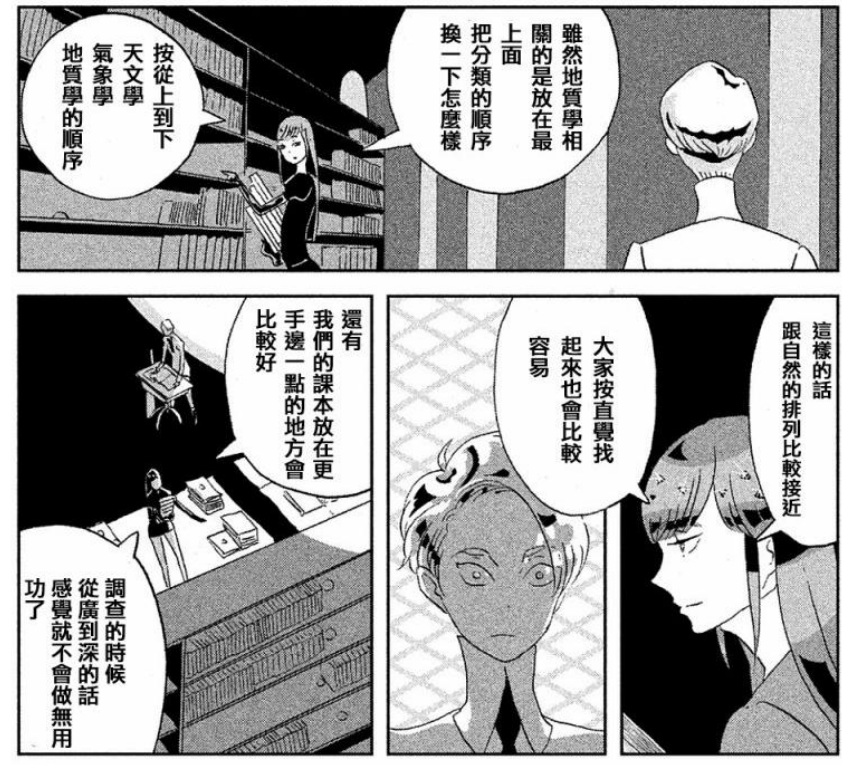 雖然地質學相
關的是放在最
上面
把分類的順序
換一下怎麼樣
按從上到下
天文學
氣象學
地質學的順序
這樣的話
跟自然的排列比較接近
大家按直覺找
起來也會比較
容易
還有
我們的課本放在更
手邊一點的地方會
比較好
調查的時候
從廣到深的話
感覺就不會做無用
功了